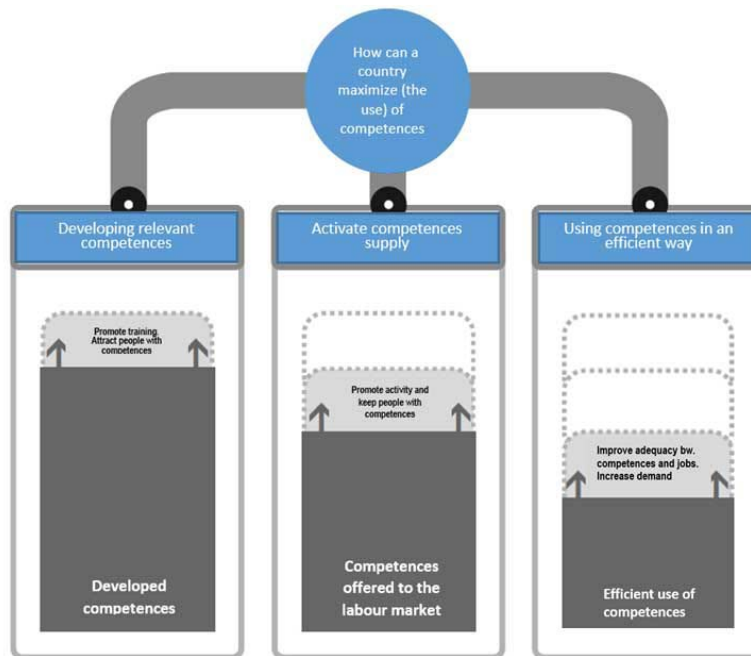 How can a
country
maximize (the
use) of
competences
Developing relevant
competences
Activate competences
supply
Using competences in an
efficient way
Promote training.
Attract people with
competences
Promote activity and
keep people with
competences
Improve adequacy bw.
competences and jobs.
Increase demand
Developed
competences
Competences
offered to the
labour market
Efficient use of
competences